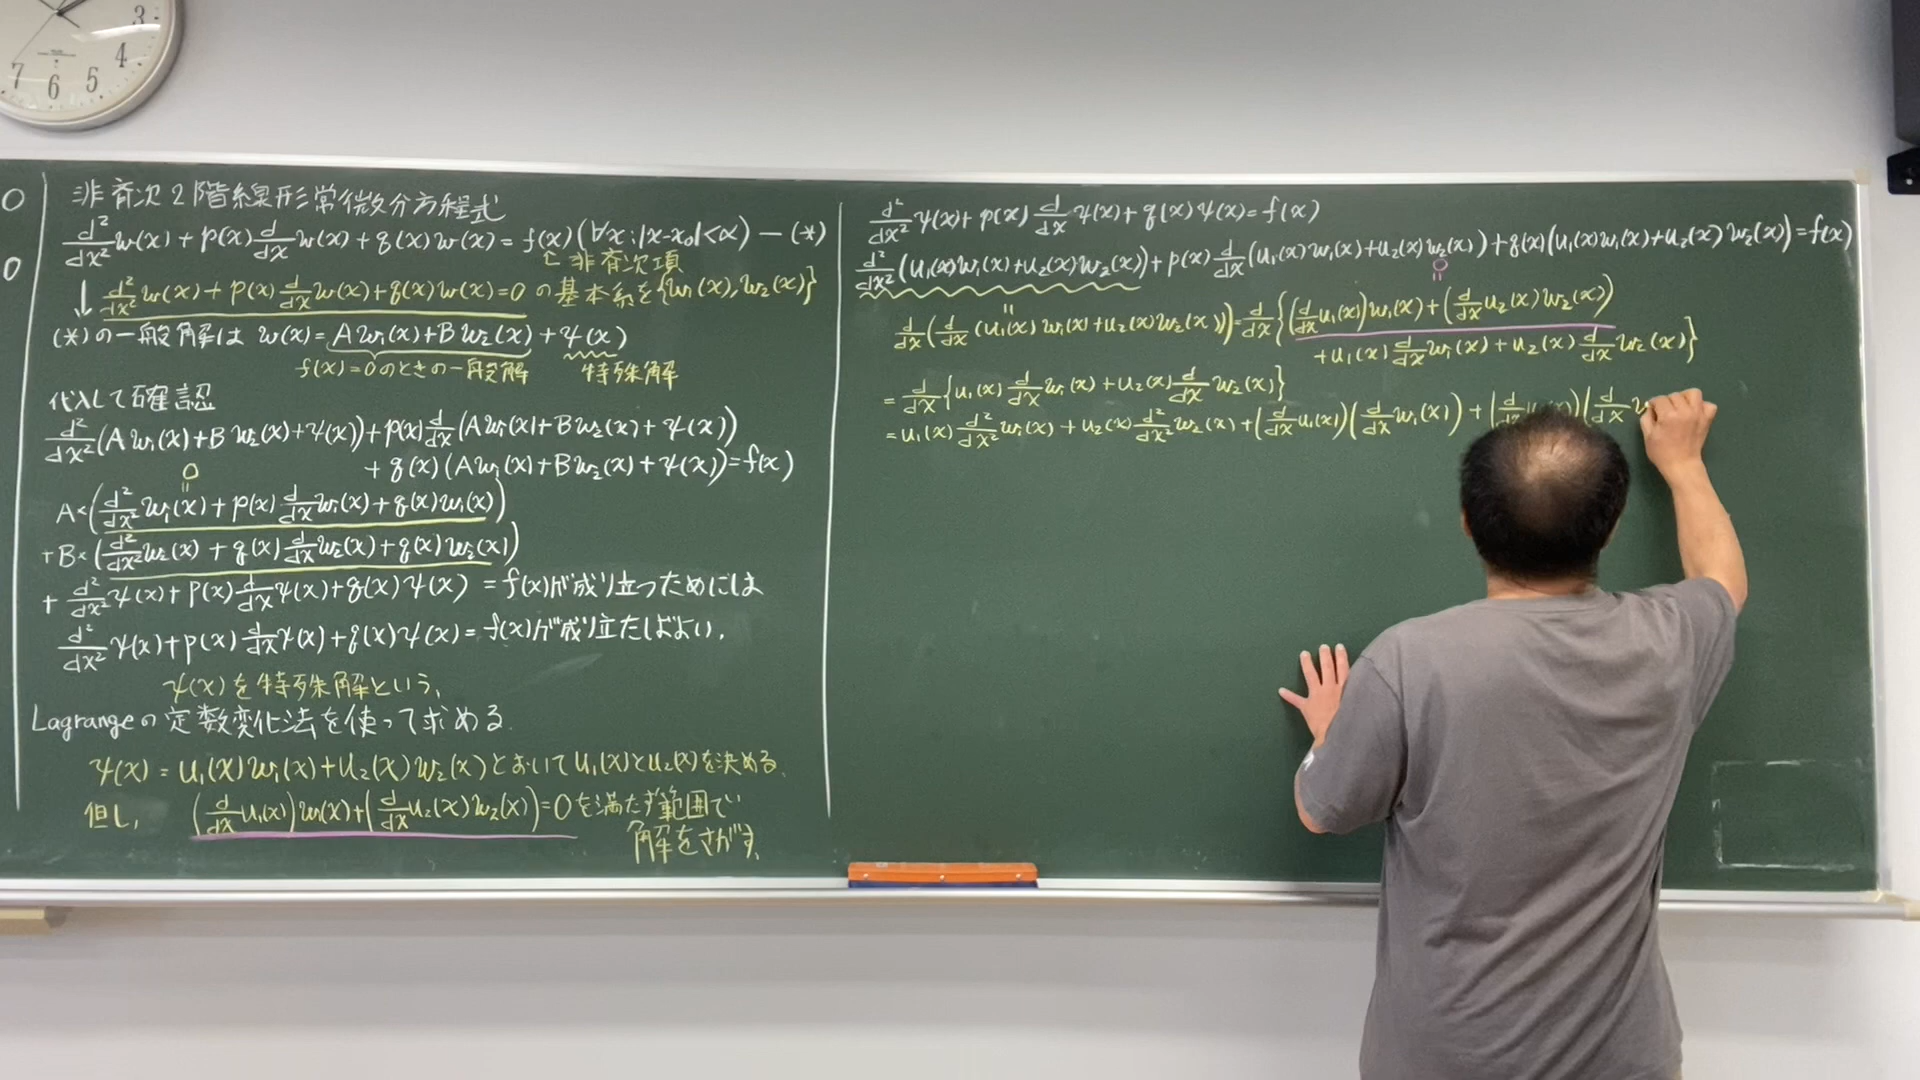 3
4
5
6
7
0
0
非斉次2階線形常微分方程式
d²/dx² w(x) + p(x) d/dx w(x) + q(x) w(x) = f(x) (∀x:|x-x₀|<α) — (*)
↑ 非斉次項
↓ d²/dx² w(x) + p(x) d/dx w(x) + q(x) w(x) = 0 の基本系を {w₁(x), w₂(x)}
(*)の一般解は w(x) = A w₁(x) + B w₂(x) + ψ(x)
f(x)=0のときの一般解 特殊解
代入して確認
d²/dx² (A w₁(x) + B w₂(x) + ψ(x)) + p(x) d/dx (A w₁(x) + B w₂(x) + ψ(x))
+ q(x) (A w₁(x) + B w₂(x) + ψ(x)) = f(x)
0
=
A×(d²/dx² w₁(x) + p(x) d/dx w₁(x) + q(x) w₁(x))
+B×(d²/dx² w₂(x) + q(x) d/dx w₂(x) + q(x) w₂(x))
+ d²/dx² ψ(x) + p(x) d/dx ψ(x) + q(x) ψ(x) = f(x)が成り立つためには
d²/dx² ψ(x) + p(x) d/dx ψ(x) + q(x) ψ(x) = f(x)が成り立たしばよい.
ψ(x)を特殊解という.
Lagrangeの定数変化法を使って求める.
ψ(x) = u₁(x) w₁(x) + u₂(x) w₂(x) とおいて u₁(x)とu₂(x)を決める.
但し, (d/dx u₁(x)) w₁(x) + (d/dx u₂(x) w₂(x)) = 0 を満たす範囲で
解をさがす.
d²/dx² ψ(x) + p(x) d/dx ψ(x) + q(x) ψ(x) = f(x)
d²/dx² (u₁(x) w₁(x) + u₂(x) w₂(x)) + p(x) d/dx (u₁(x) w₁(x) + u₂(x) w₂(x)) + q(x) (u₁(x) w₁(x) + u₂(x) w₂(x)) = f(x)
= 0 =
d/dx (d/dx (u₁(x) w₁(x) + u₂(x) w₂(x))) = d/dx {(d/dx u₁(x)) w₁(x) + (d/dx u₂(x) w₂(x))
+ u₁(x) d/dx w₁(x) + u₂(x) d/dx w₂(x)}
= d/dx {u₁(x) d/dx w₁(x) + u₂(x) d/dx w₂(x)}
= u₁(x) d²/dx² w₁(x) + u₂(x) d²/dx² w₂(x) + (d/dx u₁(x)) (d/dx w₁(x)) + (d/dx u₂(x)) (d/dx w